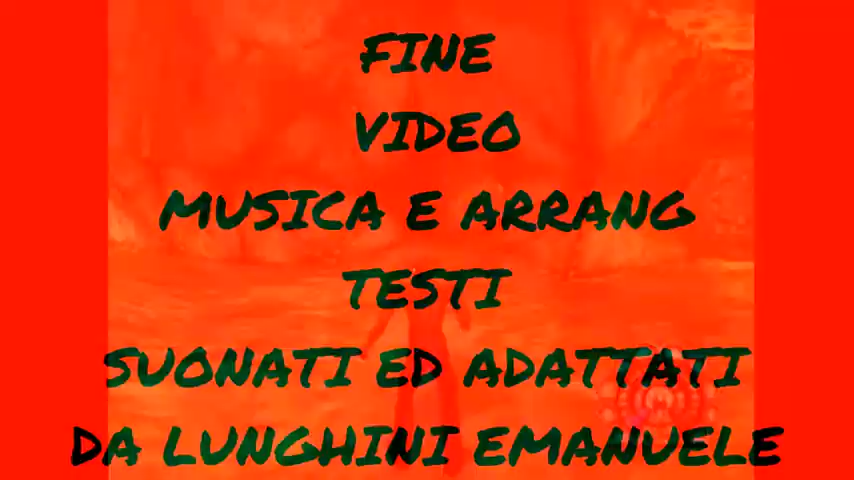 FINE
VIDEO
MUSICA E ARRANG
TESTI
SUONATI ED ADATTATI
DA LUNGHINI EMANUELE